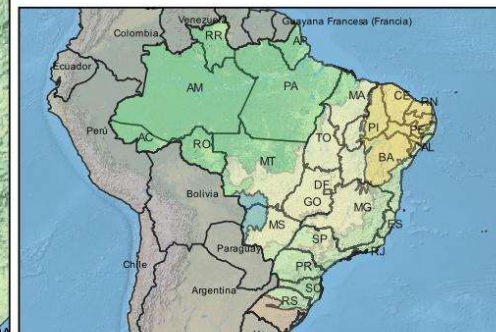 Venezuela
Guayana Francesa (Francia)
Colombia
RR
AP
Ecuador
AM
PA
MA
CE
RN
PI
PE
AL
Perú
AC
RO
TO
BA
MT
Bolivia
DF
GO
MG
ES
MS
SP
RJ
Paraguay
Chile
PR
SC
Argentina
RS